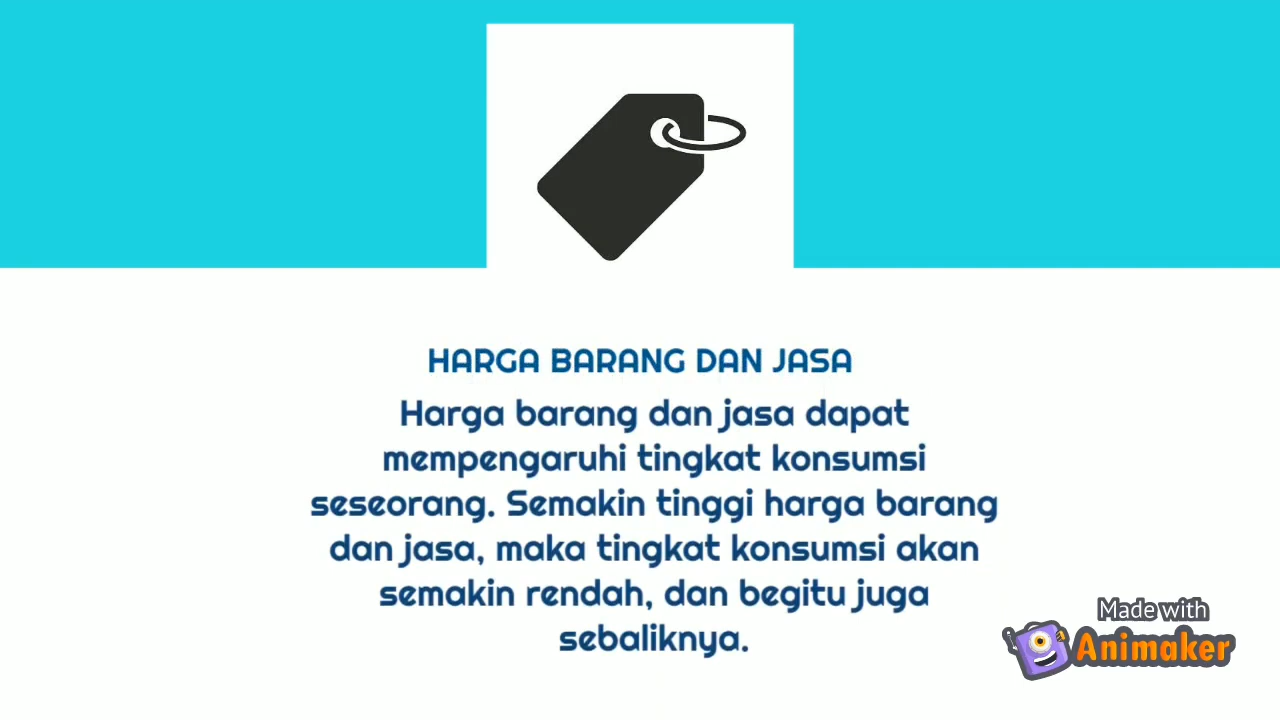 HARGA BARANG DAN JASA
Harga barang dan jasa dapat
mempengaruhi tingkat konsumsi
seseorang. Semakin tinggi harga barang
dan jasa, maka tingkat konsumsi akan
semakin rendah, dan begitu juga
sebaliknya.
Made with
Animaker